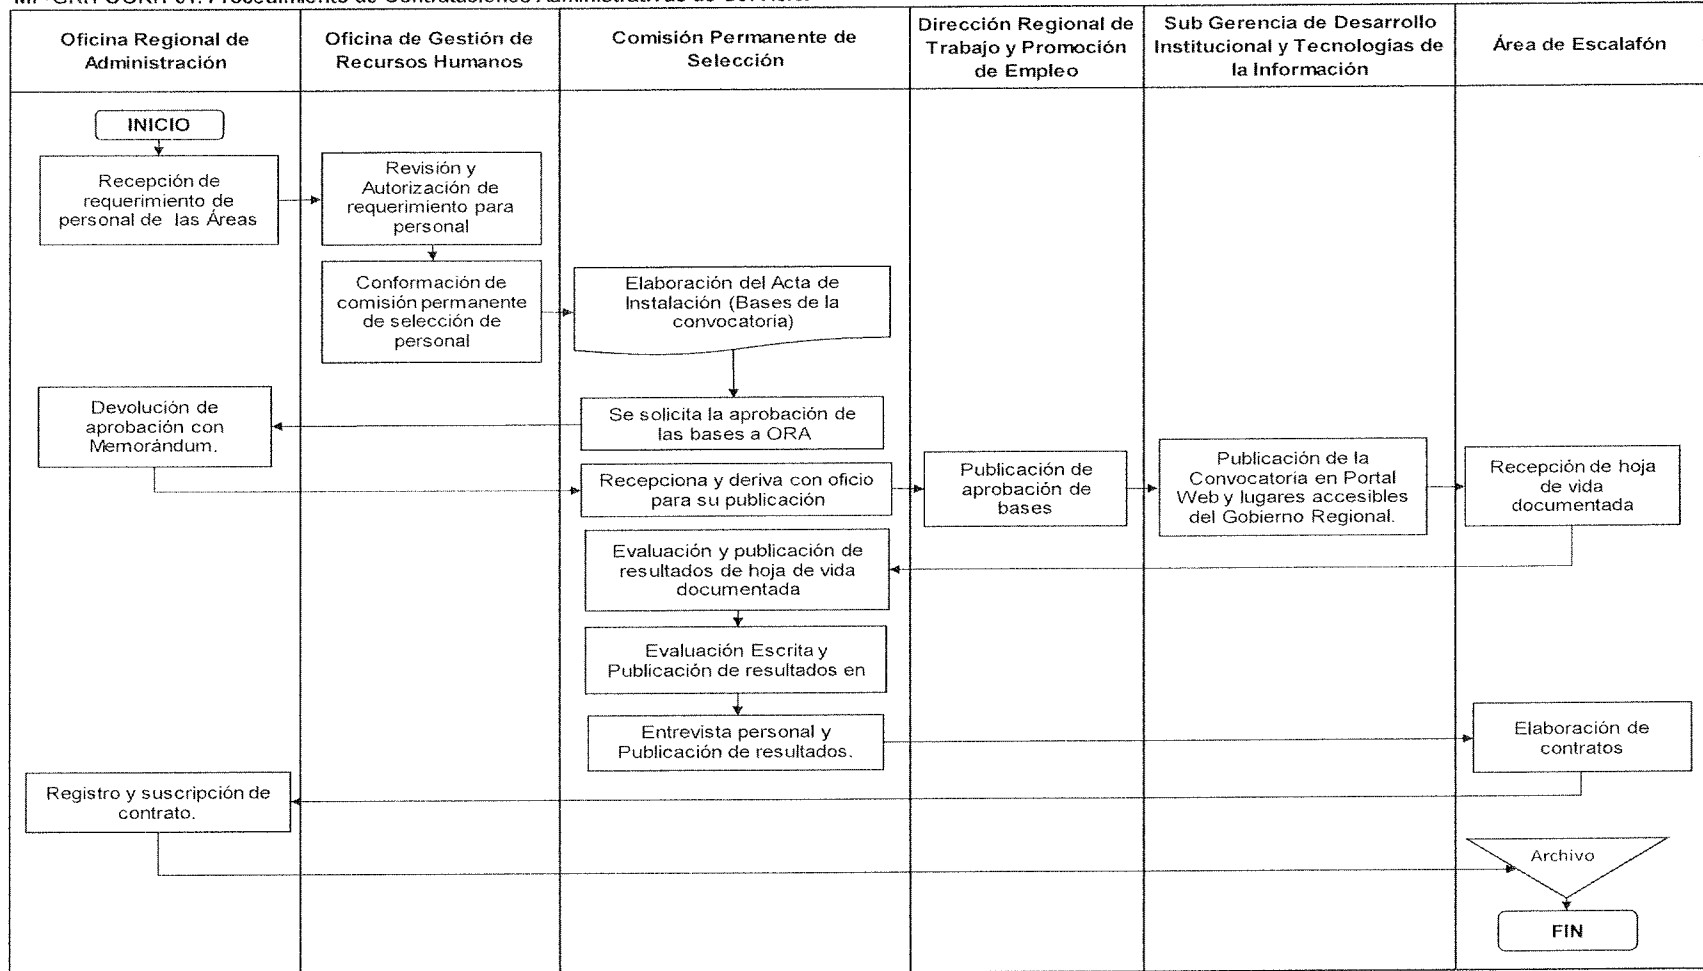 Procedimiento de Contrataciones Administrativas de
Oficina Regional de
Administración
Oficina de Gestión de
Recursos Humanos
Comisión Permanente de
Selección
Dirección Regional de
Trabajo y Promoción
de Empleo
Sub Gerencia de Desarrollo
Institucional y Tecnologías de
la Información
Área de Escalafón
INICIO
Recepción de
requerimiento de
personal de las Áreas
Revisión y
Autorización de
requerimiento para
personal
Conformación de
comisión permanente
de selección de
personal
Elaboración del Acta de
Instalación (Bases de la
convocatoria)
Se solicita la aprobación de
las bases a ORA
Devolución de
aprobación con
Memorándum.
Recepciona y deriva con oficio
para su publicación
Publicación de
aprobación de
bases
Publicación de la
Convocatoria en Portal
Web y lugares accesibles
del Gobierno Regional.
Recepción de hoja
de vida
documentada
Evaluación y publicación de
resultados de hoja de vida
documentada
Evaluación Escrita y
Publicación de resultados en
Entrevista personal y
Publicación de resultados.
Elaboración de
contratos
Registro y suscripción de
contrato.
Archivo
FIN